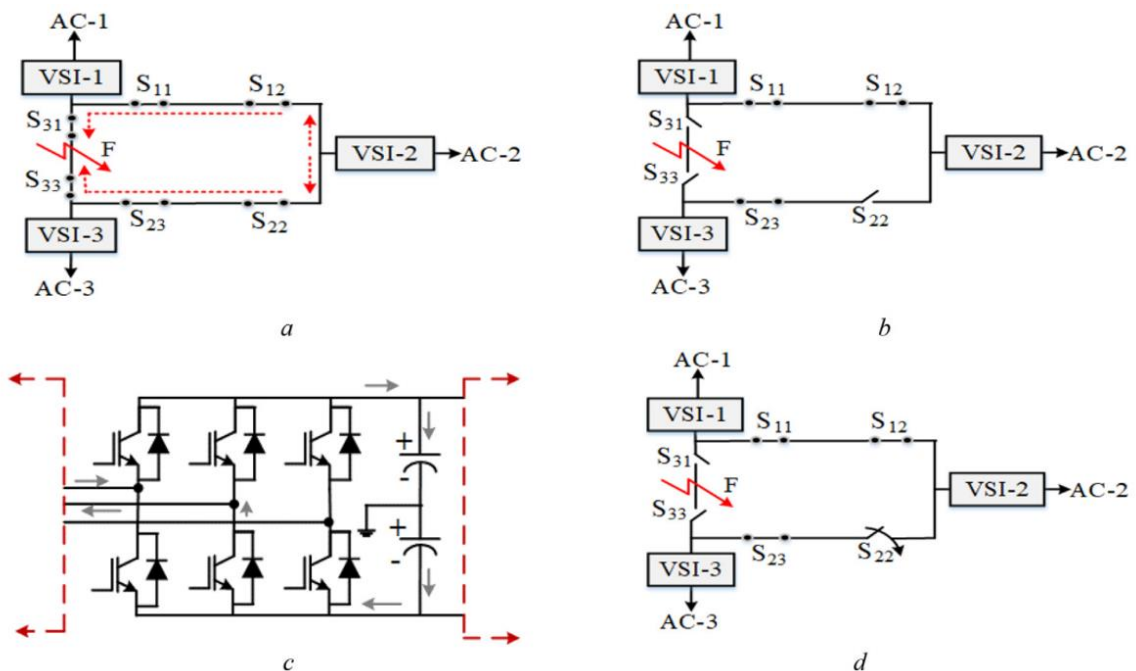 AC-1
VSI-1
S11
S12
S31
F
VSI-2
AC-2
S33
S23
S22
VSI-3
AC-3
a
AC-1
VSI-1
S11
S12
S31
F
VSI-2
AC-2
S33
S23
S22
VSI-3
AC-3
b
+
-
+
-
c
AC-1
VSI-1
S11
S12
S31
F
VSI-2
AC-2
S33
S23
S22
VSI-3
AC-3
d